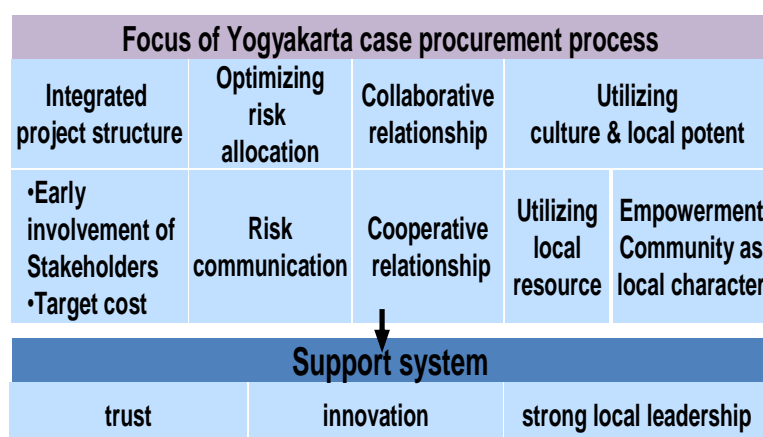 Focus of Yogyakarta case procurement process
Integrated
project structure
Optimizing
risk
allocation
Collaborative
relationship
Utilizing
culture & local potent
•Early
involvement of
Stakeholders
•Target cost
Risk
communication
Cooperative
relationship
Utilizing
local
resource
Empowerment
Community as
local character
Support system
trust
innovation
strong local leadership